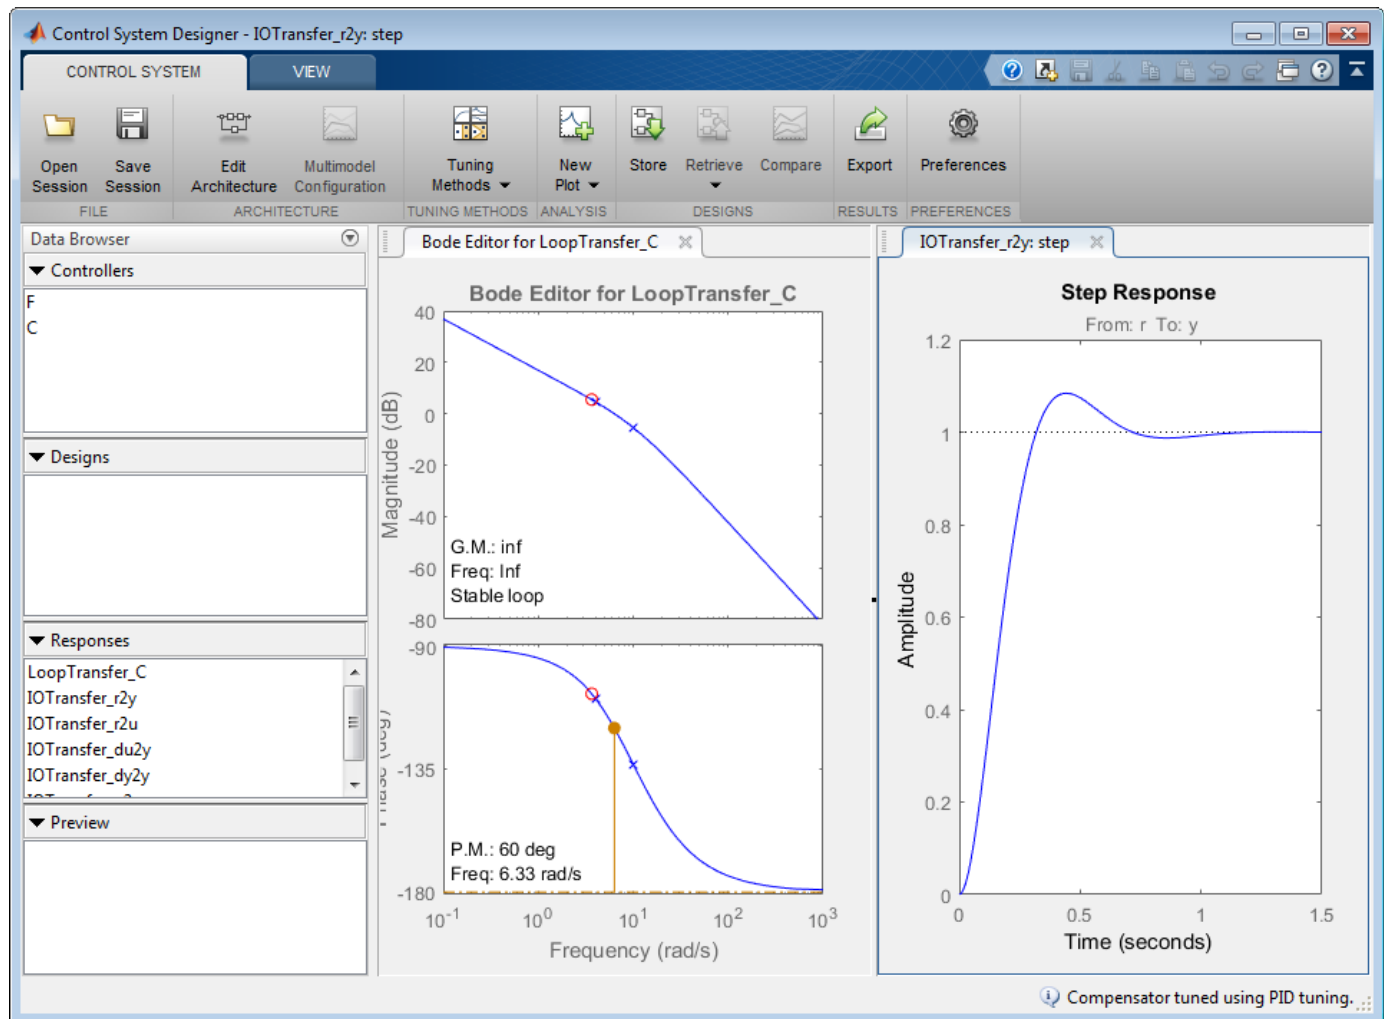 Control System Designer - IOTransfer_r2y: step
CONTROL SYSTEM
VIEW
Open Session
Save Session
Edit Architecture
Multimodel Configuration
Tuning Methods
New Plot
Store
Retrieve
Compare
Export
Preferences
FILE
ARCHITECTURE
TUNING METHODS
ANALYSIS
DESIGNS
RESULTS
PREFERENCES
Data Browser
Controllers
F
C
Designs
Responses
LoopTransfer_C
IOTransfer_r2y
IOTransfer_r2u
IOTransfer_du2y
IOTransfer_dy2y
Preview
Bode Editor for LoopTransfer_C
Bode Editor for LoopTransfer_C
Magnitude (dB)
40
20
0
-20
-40
-60
-80
G.M.: inf
Freq: Inf
Stable loop
Phase (deg)
-90
-135
-180
P.M.: 60 deg
Freq: 6.33 rad/s
10^-1
10^0
10^1
10^2
10^3
Frequency (rad/s)
IOTransfer_r2y: step
Step Response
From: r To: y
Amplitude
1.2
1
0.8
0.6
0.4
0.2
0
0
0.5
1
1.5
Time (seconds)
Compensator tuned using PID tuning.